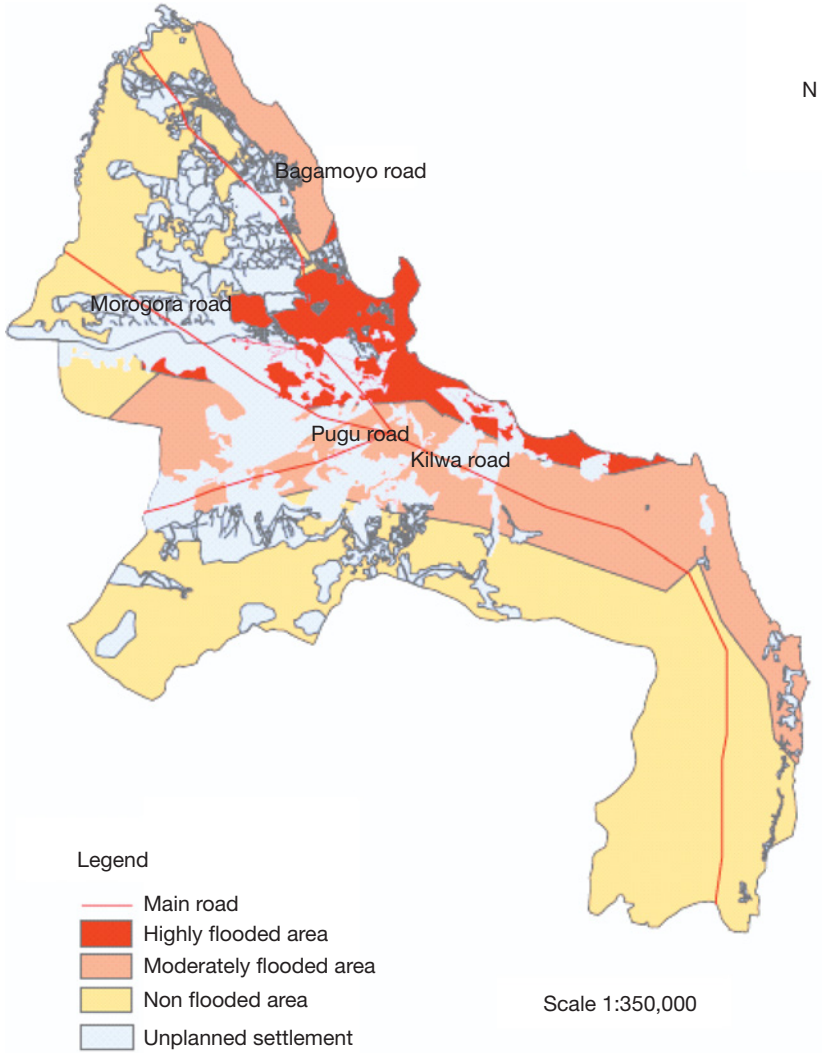 N
Bagamoyo road
Morogora road
Pugu road
Kilwa road
Legend
Main road
Highly flooded area
Moderately flooded area
Non flooded area
Scale 1:350,000
Unplanned settlement